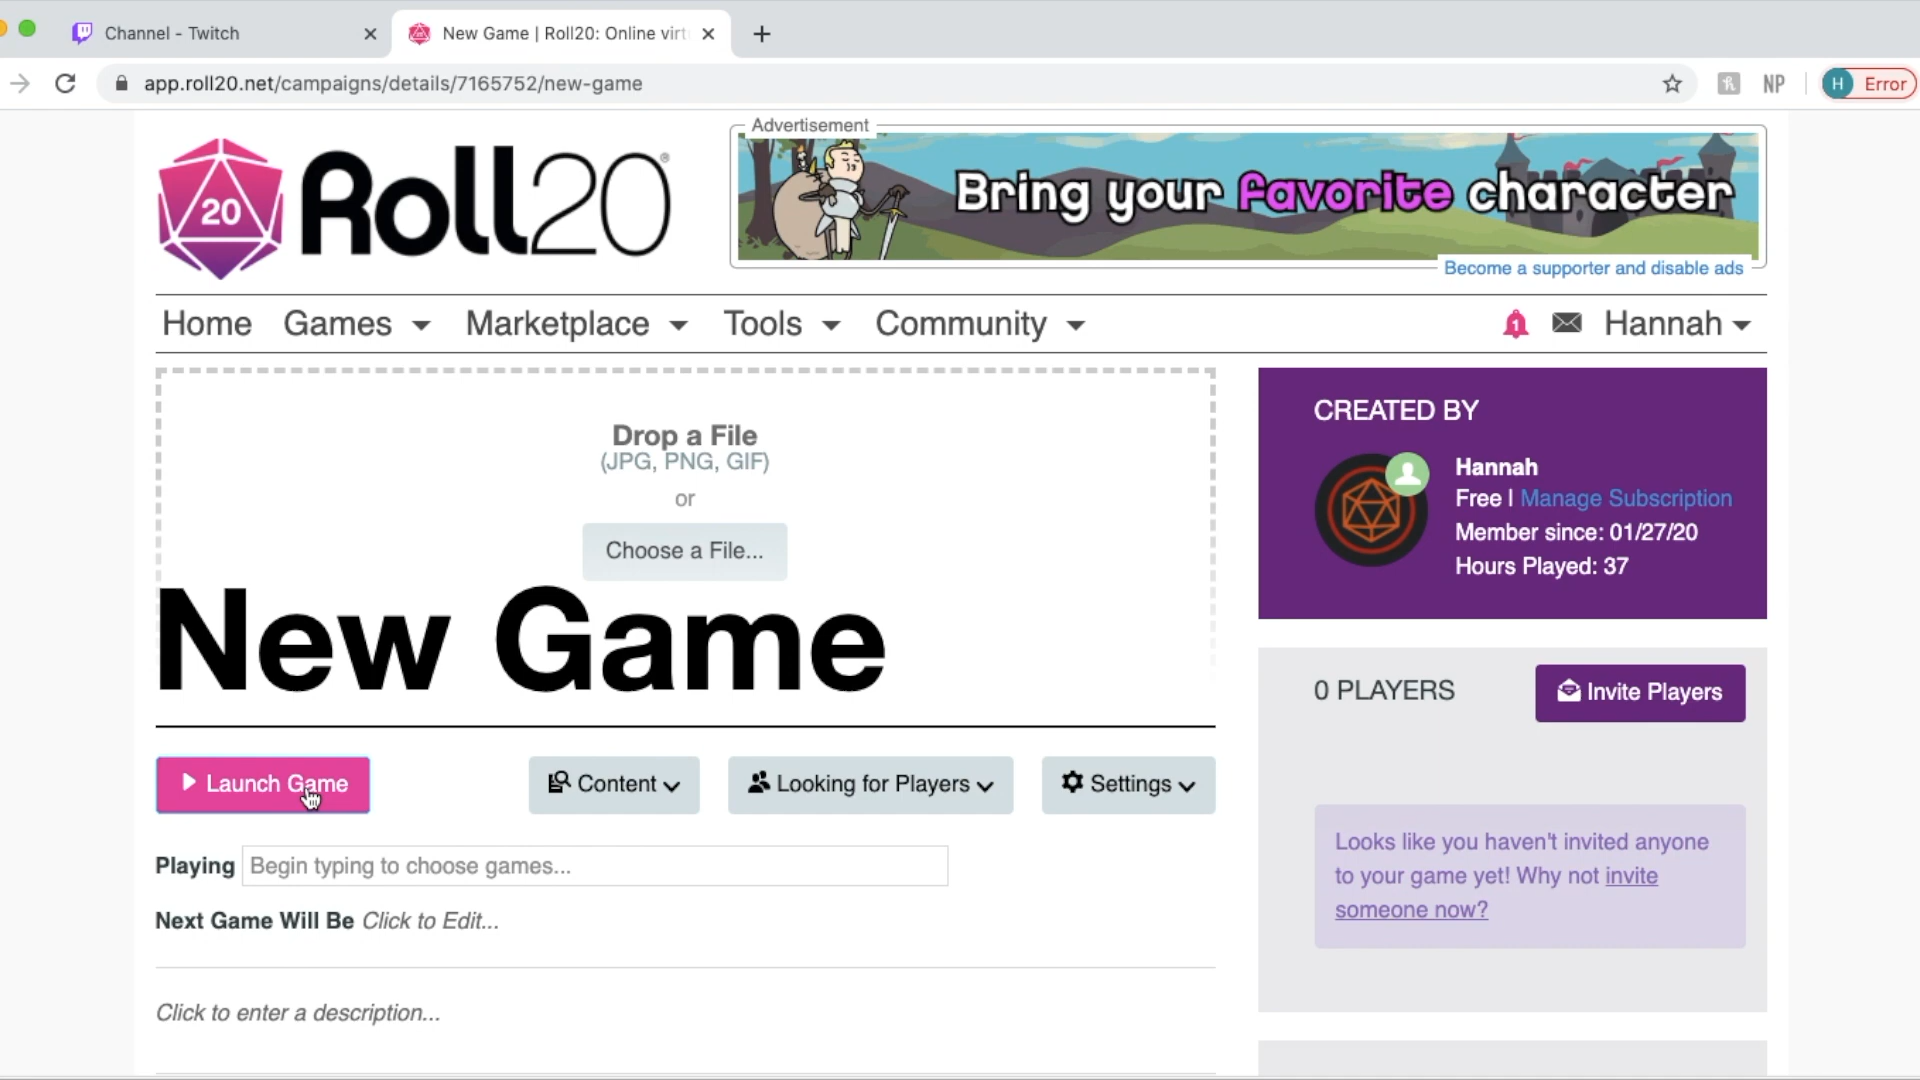 Channel - Twitch
New Game | Roll20: Online virt
app.roll20.net/campaigns/details/7165752/new-game
NP
H
Error
20
Roll20®
Advertisement
Bring your favorite character
Become a supporter and disable ads
Home
Games
Marketplace
Tools
Community
1
Hannah
Drop a File
(JPG, PNG, GIF)
or
Choose a File...
New Game
Launch Game
Content
Looking for Players
Settings
Playing Begin typing to choose games...
Next Game Will Be Click to Edit...
Click to enter a description...
CREATED BY
Hannah
Free | Manage Subscription
Member since: 01/27/20
Hours Played: 37
0 PLAYERS
Invite Players
Looks like you haven't invited anyone
to your game yet! Why not invite
someone now?